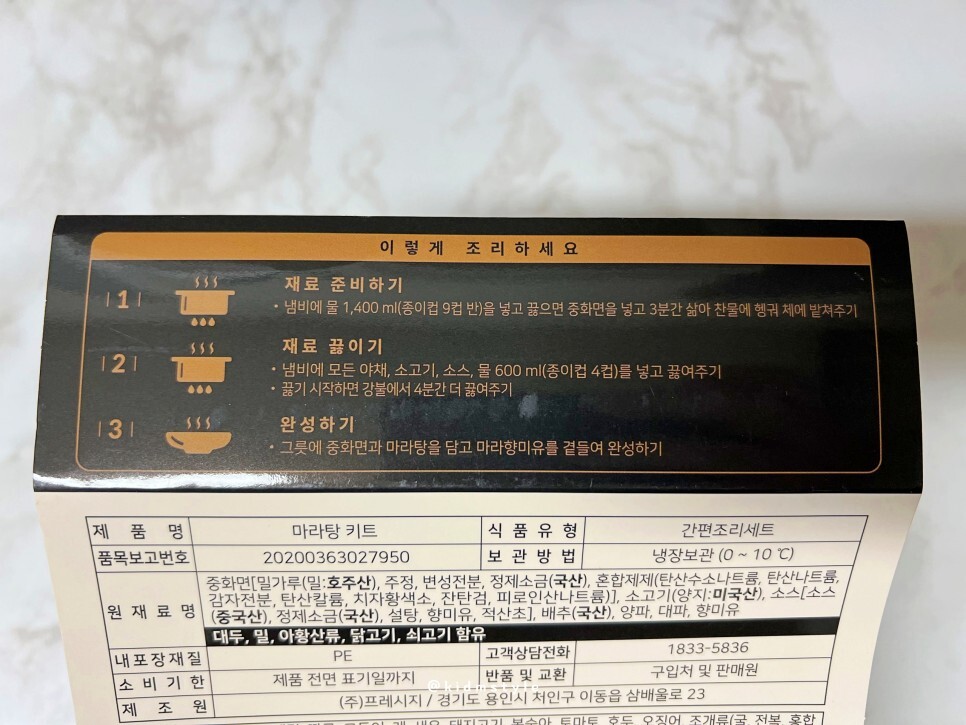 이렇게 조리하세요
1
재료 준비하기
· 냄비에 물 1,400 ml(종이컵 9컵 반)을 넣고 끓으면 중화면을 넣고 3분간 삶아 찬물에 헹궈 체에 밭쳐주기
2
재료 끓이기
· 냄비에 모든 야채, 소고기, 소스, 물 600 ml(종이컵 4컵)를 넣고 끓여주기
· 끓기 시작하면 강불에서 4분간 더 끓여주기
3
완성하기
· 그릇에 중화면과 마라탕을 담고 마라향미유를 곁들여 완성하기
제품명 마라탕 키트 식품유형 간편조리세트
품목보고번호 20200363027950 보관방법 냉장보관 (0 ~ 10 ℃)
원재료명
중화면[밀가루(밀:호주산), 주정, 변성전분, 정제소금(국산), 혼합제제(탄산수소나트륨, 탄산나트륨,
감자전분, 탄산칼륨, 치자황색소, 잔탄검, 피로인산나트륨)], 소고기(양지:미국산), 소스[소스
(중국산), 정제소금(국산), 설탕, 향미유, 적산초], 배추(국산), 양파, 대파, 향미유
대두, 밀, 아황산류, 닭고기, 쇠고기 함유
내포장재질 PE 고객상담전화 1833-5836
소비기한 제품 전면 표기일까지 반품 및 교환 구입처 및 판매원
제조원 (주)프레시지 / 경기도 용인시 처인구 이동읍 삼배울로 23